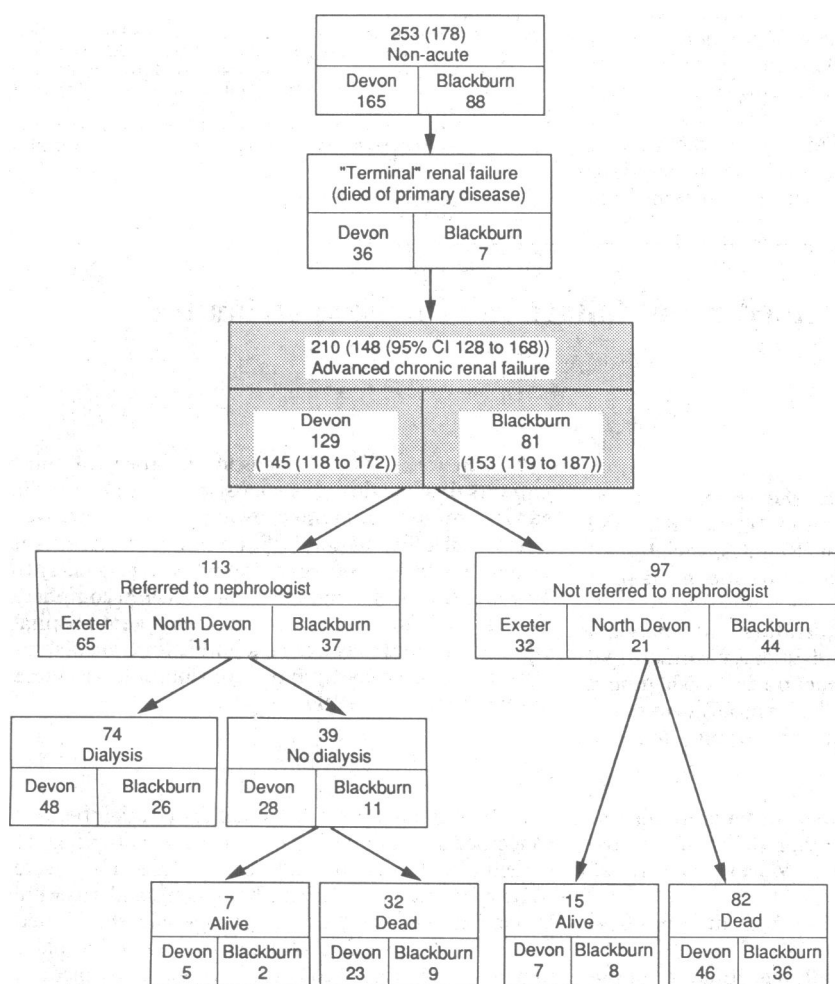 253 (178)
Non-acute
Devon Blackburn
165 88
"Terminal" renal failure
(died of primary disease)
Devon Blackburn
36 7
210 (148 (95% CI 128 to 168))
Advanced chronic renal failure
Devon Blackburn
129 81
(145 (118 to 172)) (153 (119 to 187))
113 97
Referred to nephrologist Not referred to nephrologist
Exeter North Devon Blackburn Exeter North Devon Blackburn
65 11 37 32 21 44
74 39
Dialysis No dialysis
Devon Blackburn Devon Blackburn
48 26 28 11
7 32 15 82
Alive Dead Alive Dead
Devon Blackburn Devon Blackburn Devon Blackburn Devon Blackburn
5 2 23 9 7 8 46 36